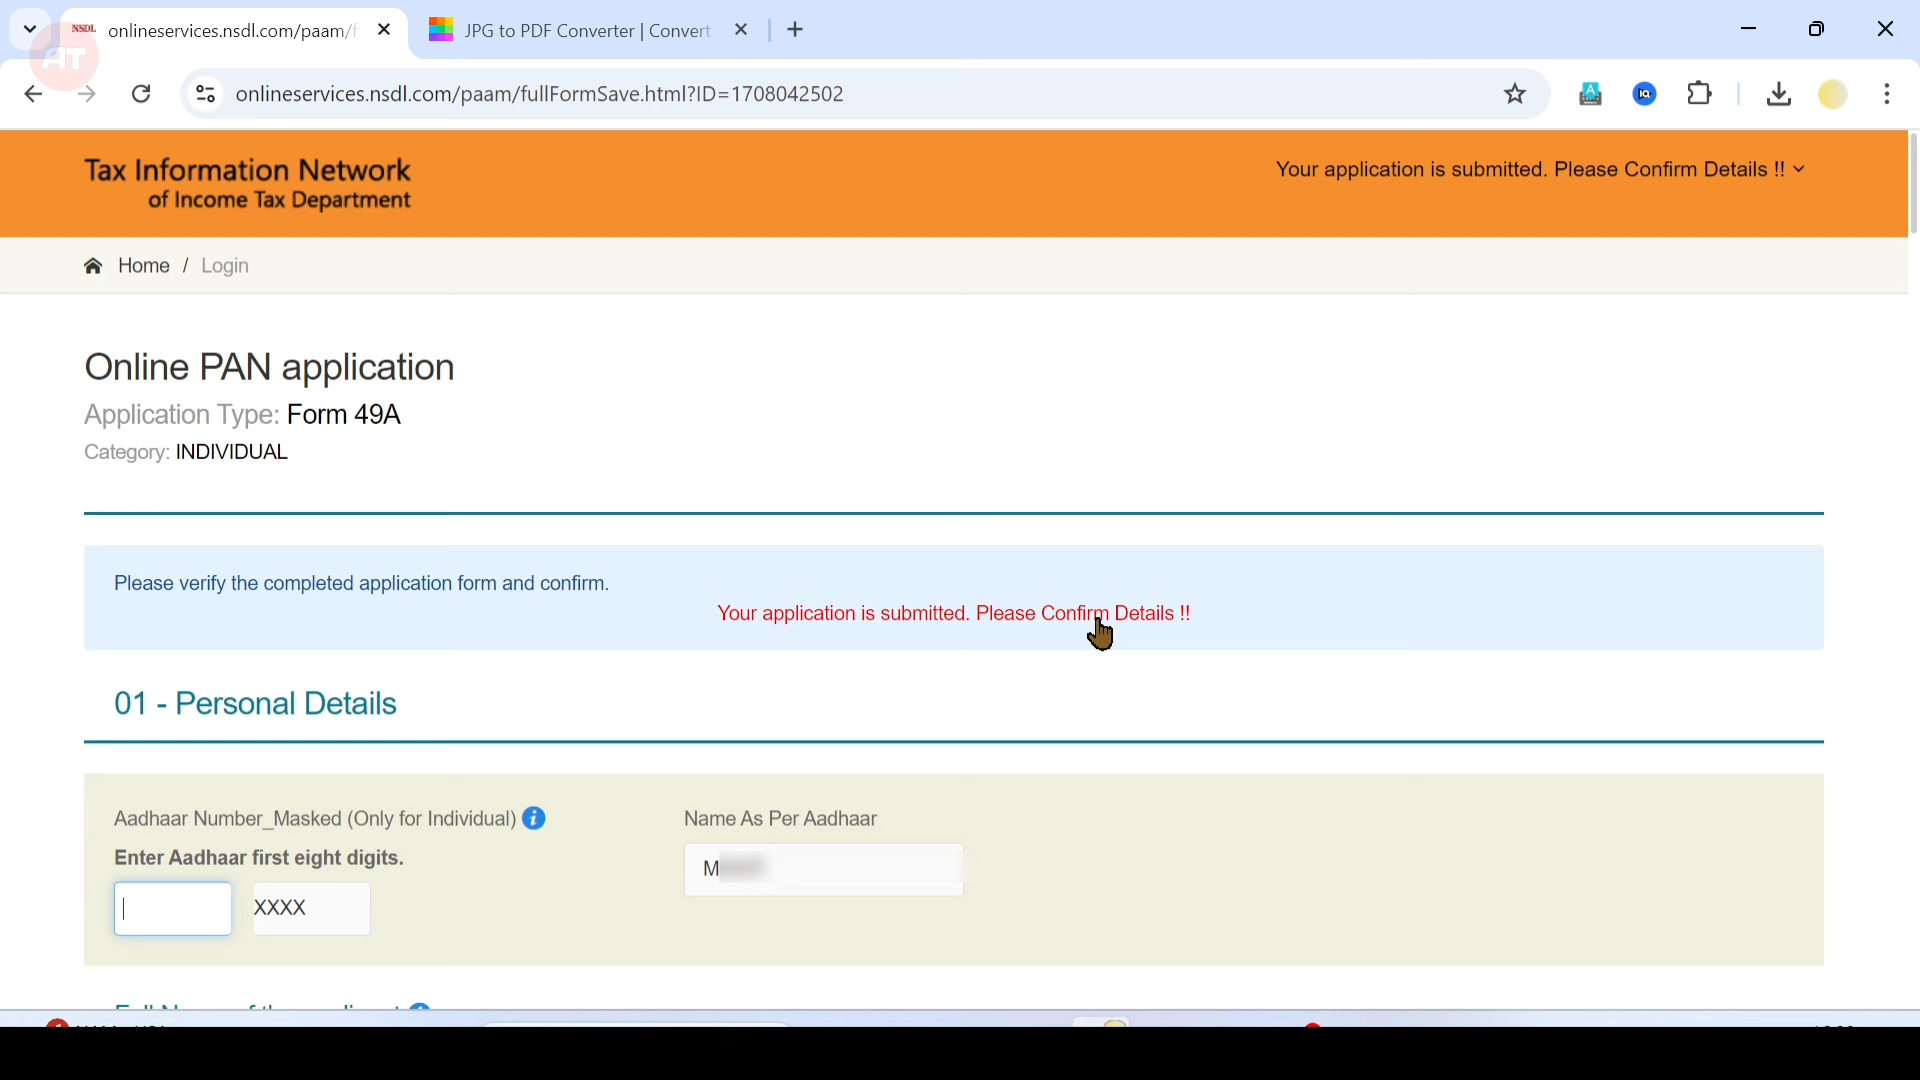 NSDL onlineservices.nsdl.com/paam/f
JPG to PDF Converter | Convert
AT
onlineservices.nsdl.com/paam/fullFormSave.html?ID=1708042502
Tax Information Network
of Income Tax Department
Your application is submitted. Please Confirm Details !!
Home / Login
Online PAN application
Application Type: Form 49A
Category: INDIVIDUAL
Please verify the completed application form and confirm.
Your application is submitted. Please Confirm Details !!
01 - Personal Details
Aadhaar Number_Masked (Only for Individual)
Name As Per Aadhaar
Enter Aadhaar first eight digits.
XXXX